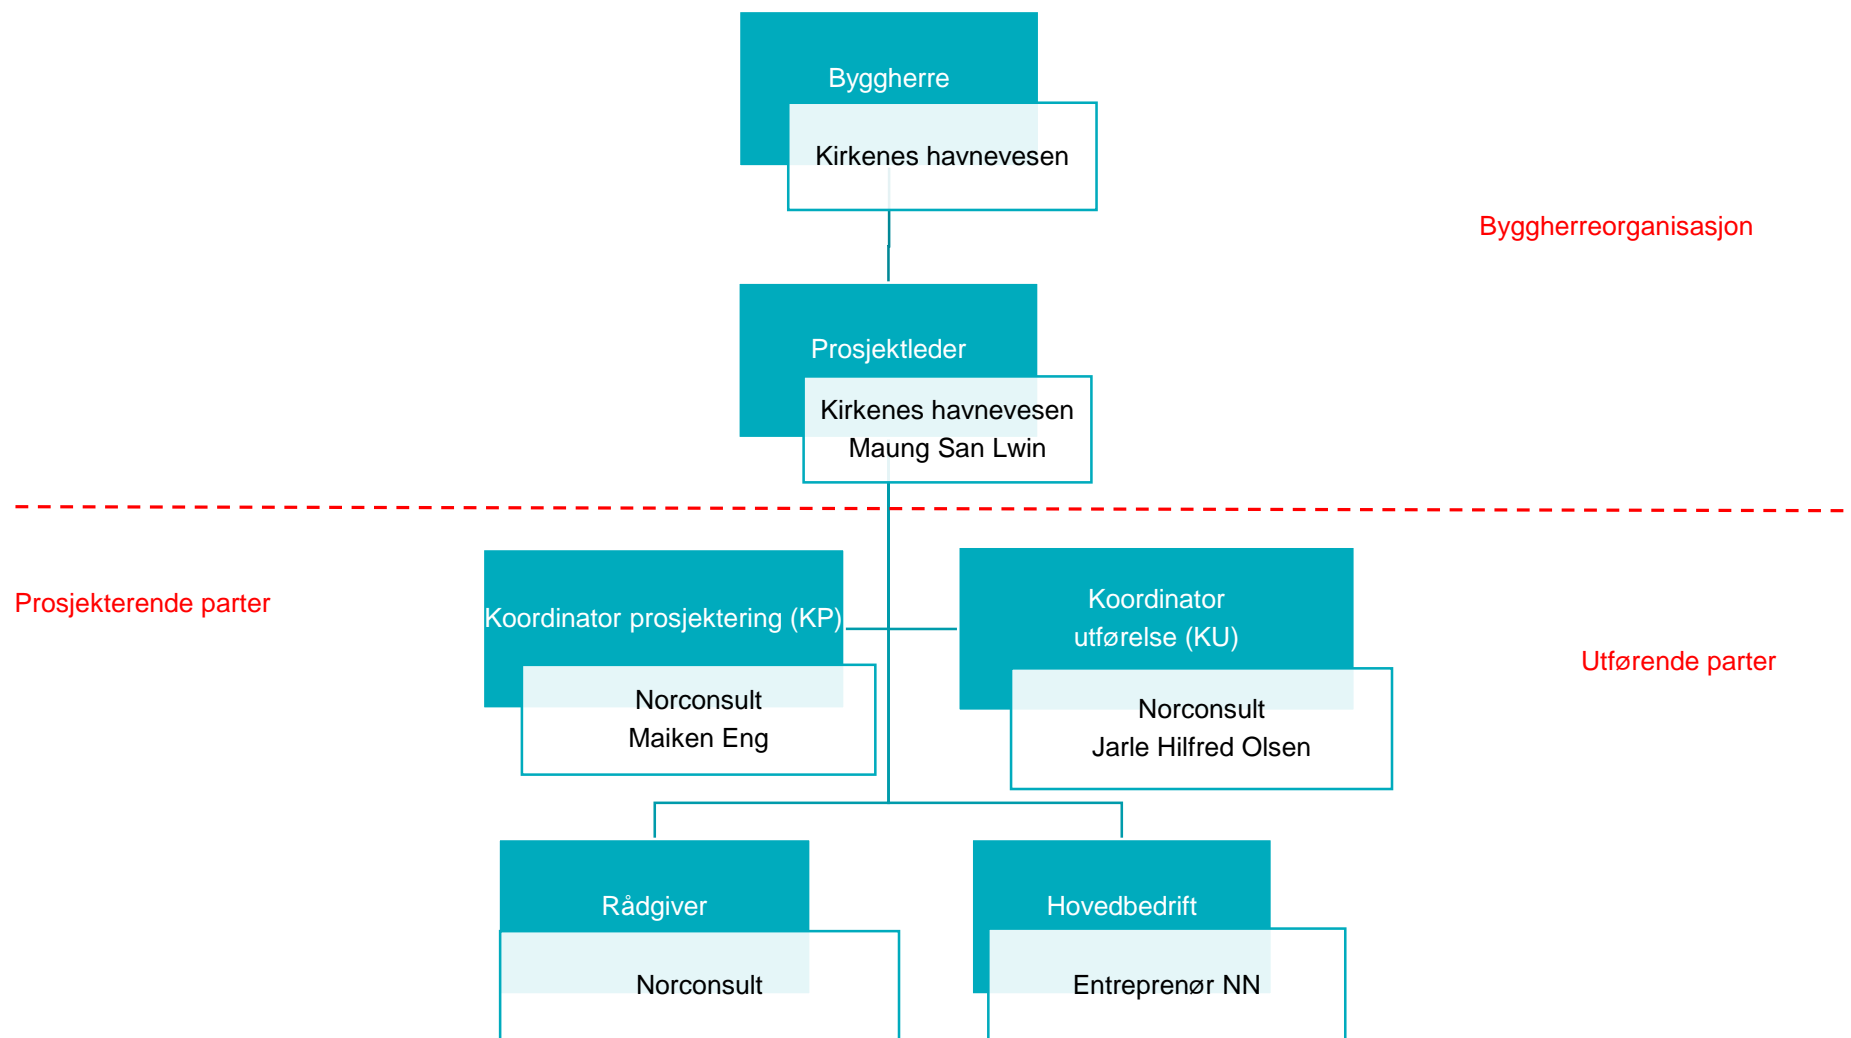 Byggherre
Kirkenes havnevesen
Byggherreorganisasjon
Prosjektleder
Kirkenes havnevesen
Maung San Lwin
Prosjekterende parter
Koordinator prosjektering (KP)
Norconsult
Maiken Eng
Koordinator
utførelse (KU)
Norconsult
Jarle Hilfred Olsen
Utførende parter
Rådgiver
Norconsult
Hovedbedrift
Entreprenør NN